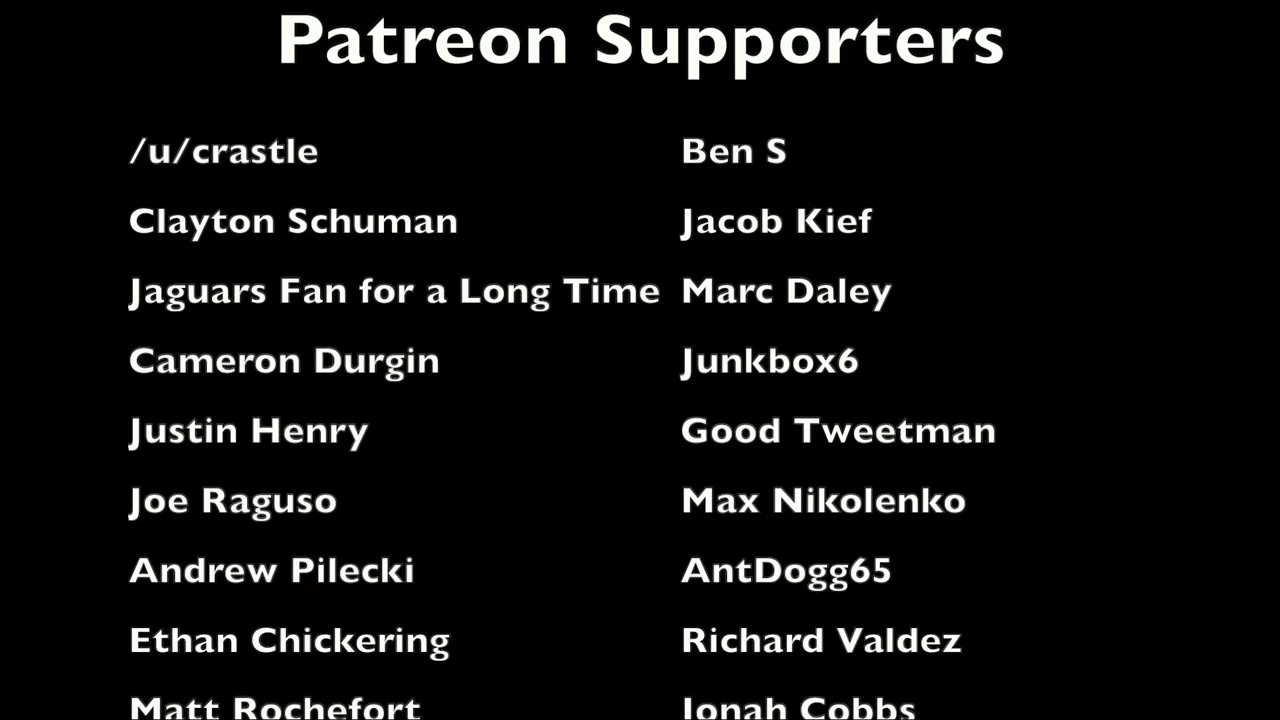 Patreon Supporters
/u/crastle
Ben S
Clayton Schuman
Jacob Kief
Jaguars Fan for a Long Time
Marc Daley
Cameron Durgin
Junkbox6
Justin Henry
Good Tweetman
Joe Raguso
Max Nikolenko
Andrew Pilecki
AntDogg65
Ethan Chickering
Richard Valdez
Matt Rochefort
Jonah Cobbs